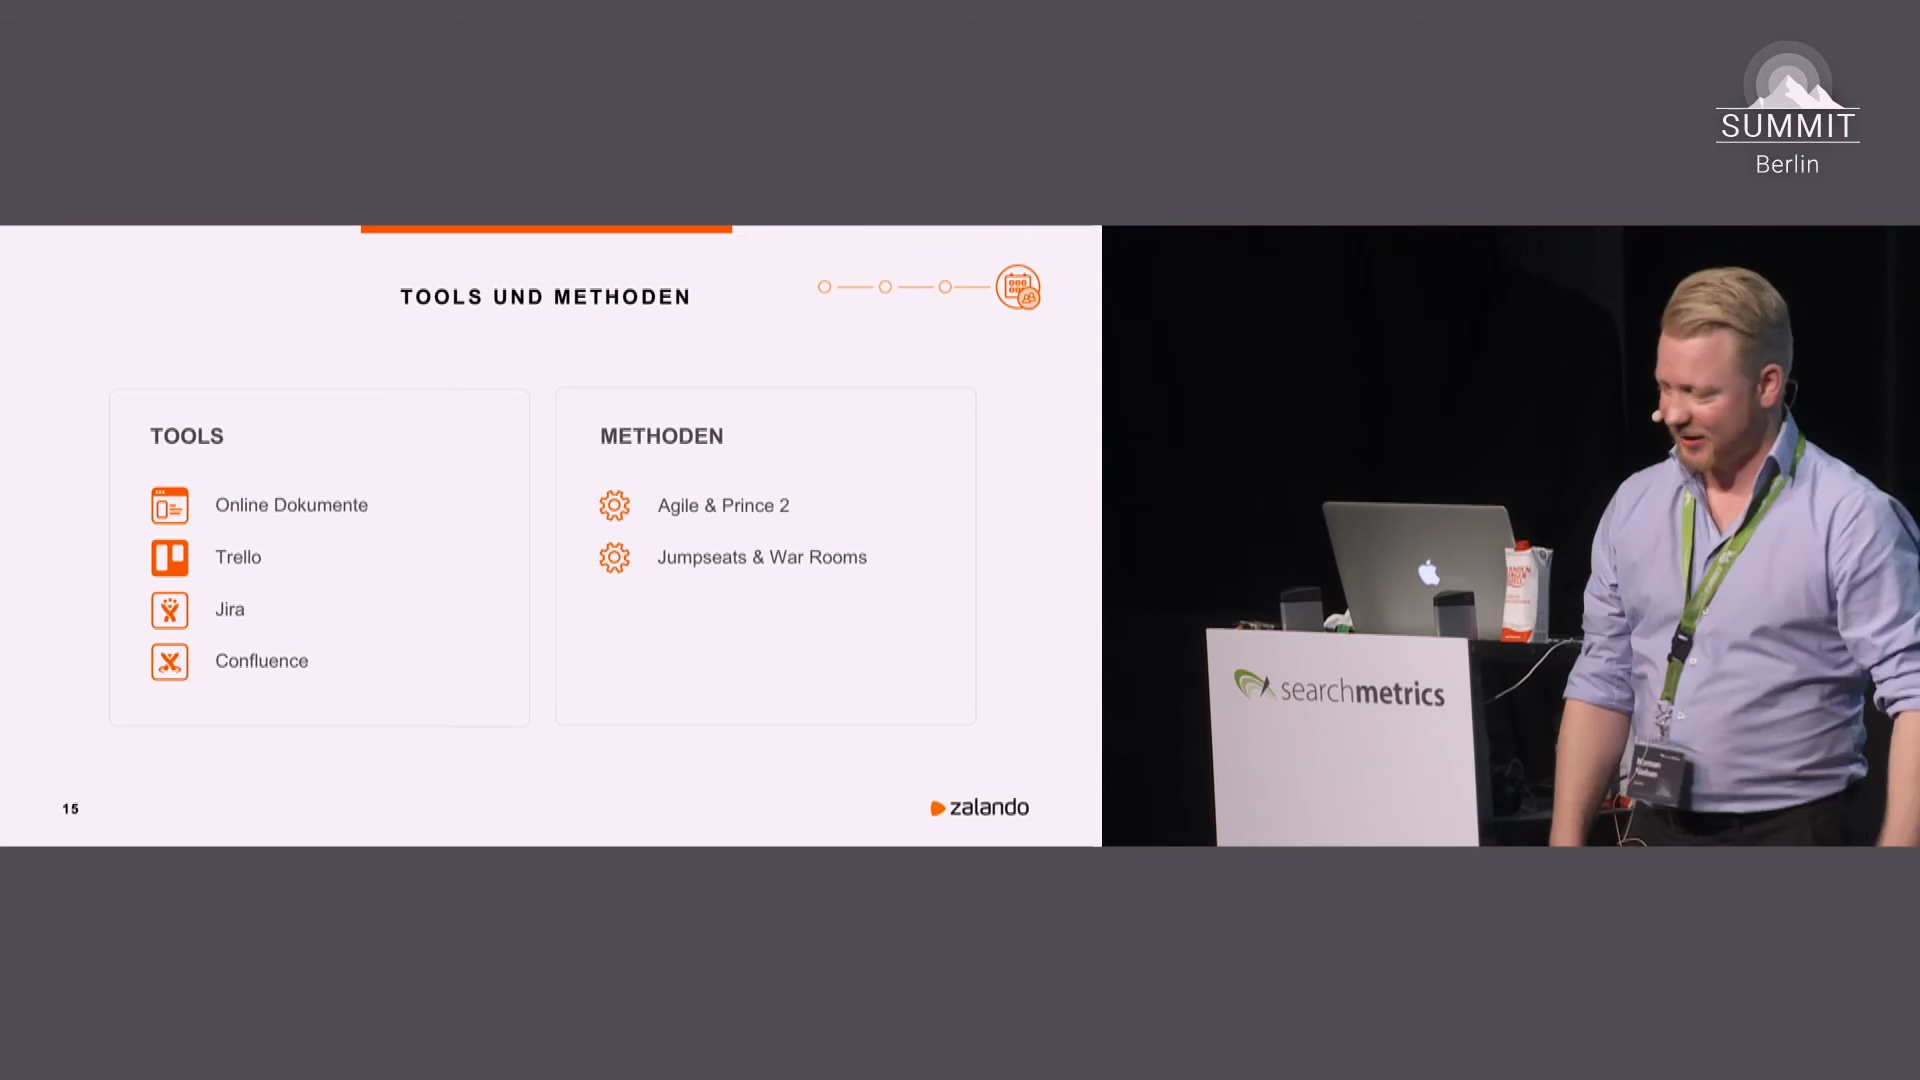 SUMMIT
Berlin
TOOLS UND METHODEN
TOOLS
Online Dokumente
Trello
Jira
Confluence
METHODEN
Agile & Prince 2
Jumpseats & War Rooms
15
zalando
searchmetrics